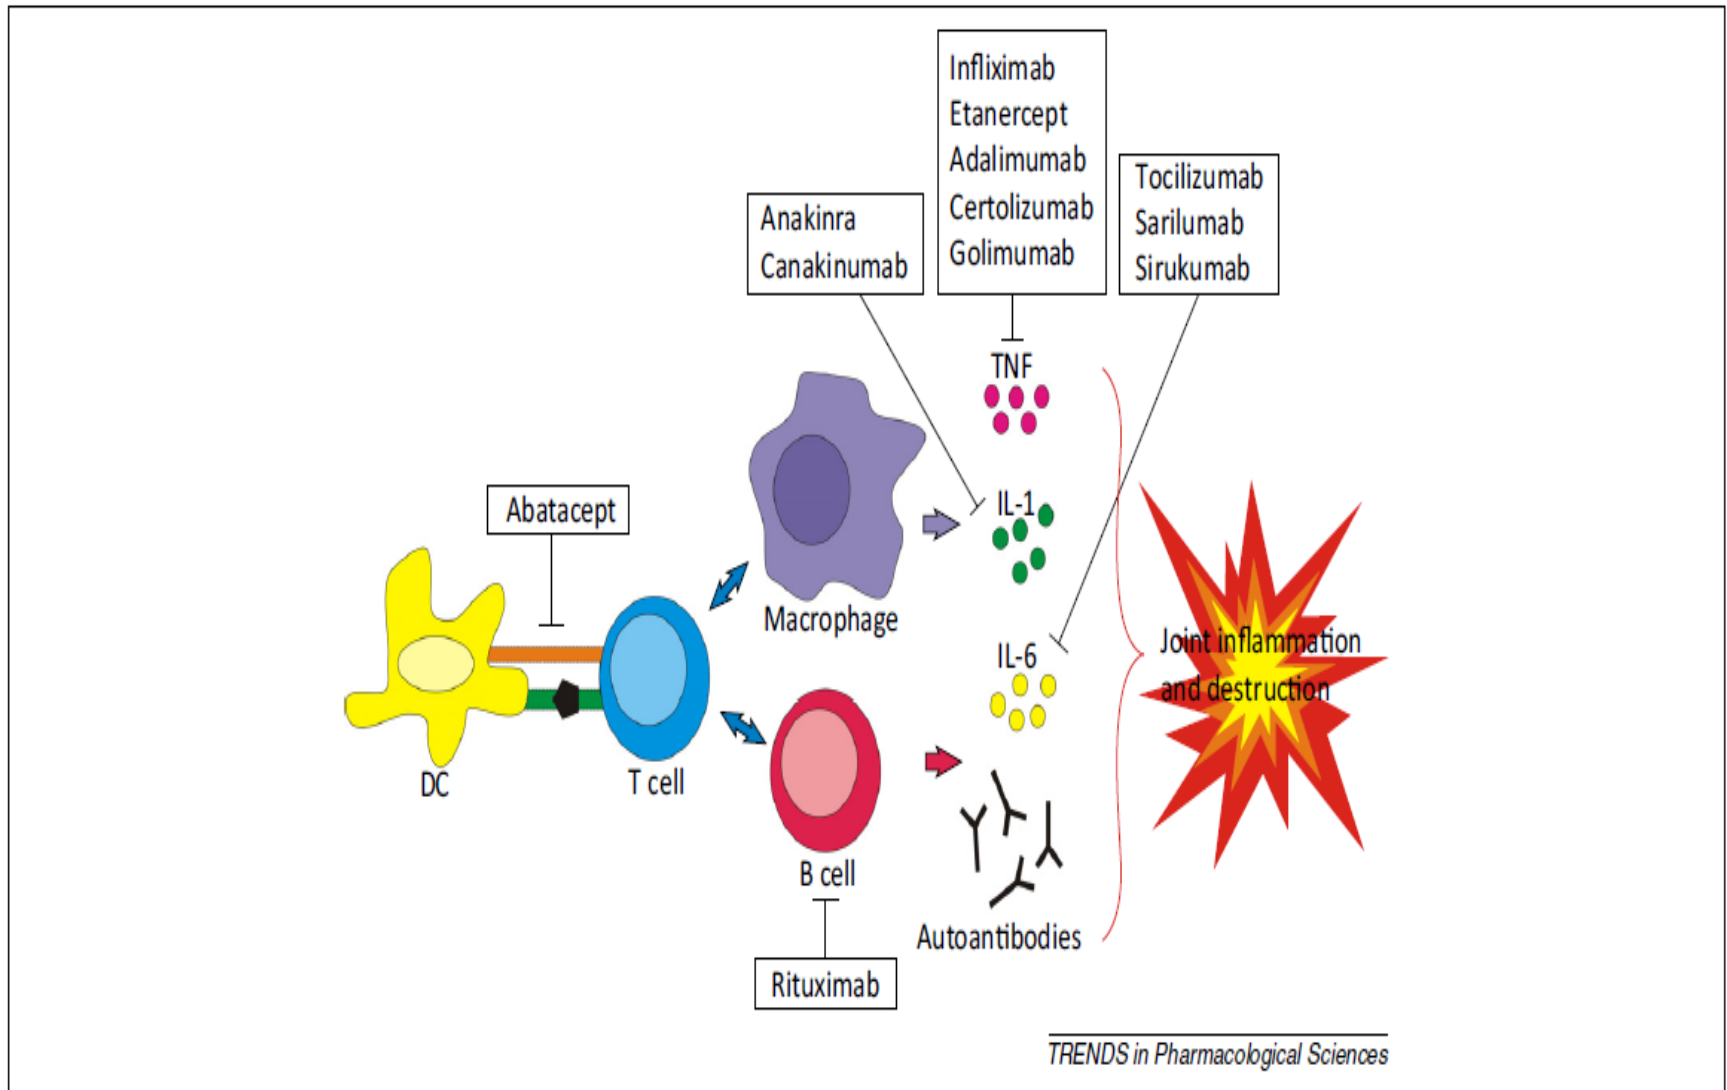 Infliximab
Etanercept
Adalimumab
Certolizumab
Golimumab
Tocilizumab
Sarilumab
Sirukumab
Anakinra
Canakinumab
TNF
IL-1
Abatacept
Macrophage
IL-6
Joint inflammation
and destruction
DC
T cell
B cell
Autoantibodies
Rituximab
TRENDS in Pharmacological Sciences